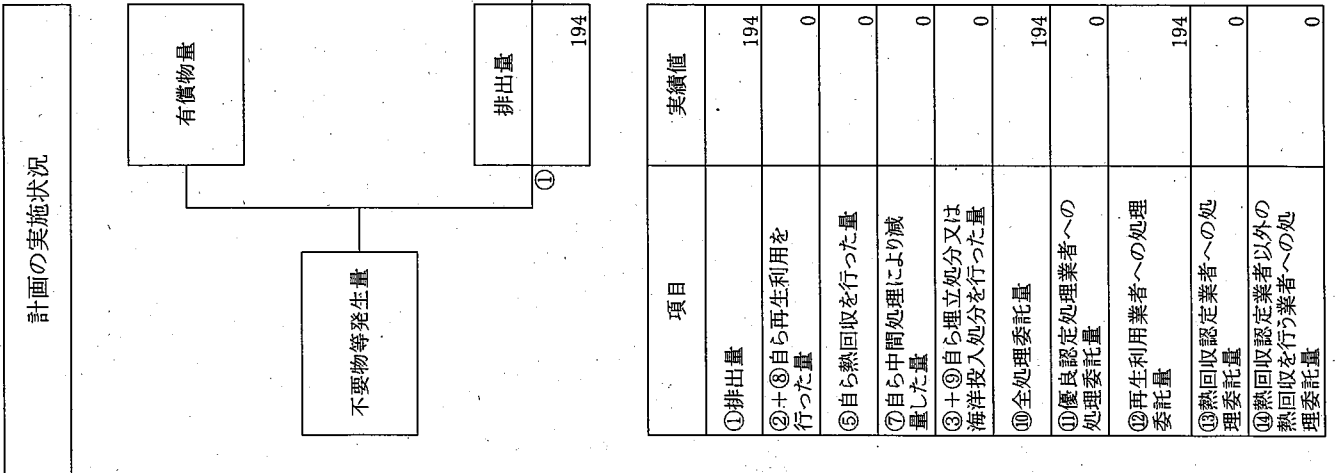 計画の実施状況
有償物量
不要物等発生量
排出量
①
194
項目
実績値
①排出量
194
②+⑧自ら再生利用を
行った量
0
⑤自ら熱回収を行った量
0
⑦自ら中間処理により減
量した量
0
③+⑨自ら埋立処分又は
海洋投入処分を行った量
0
⑩全処理委託量
194
⑪優良認定処理業者への
処理委託量
0
⑫再生利用業者への処理
委託量
194
⑬熱回収認定業者への処
理委託量
0
⑭熱回収認定業者以外の
熱回収を行う業者への処
理委託量
0